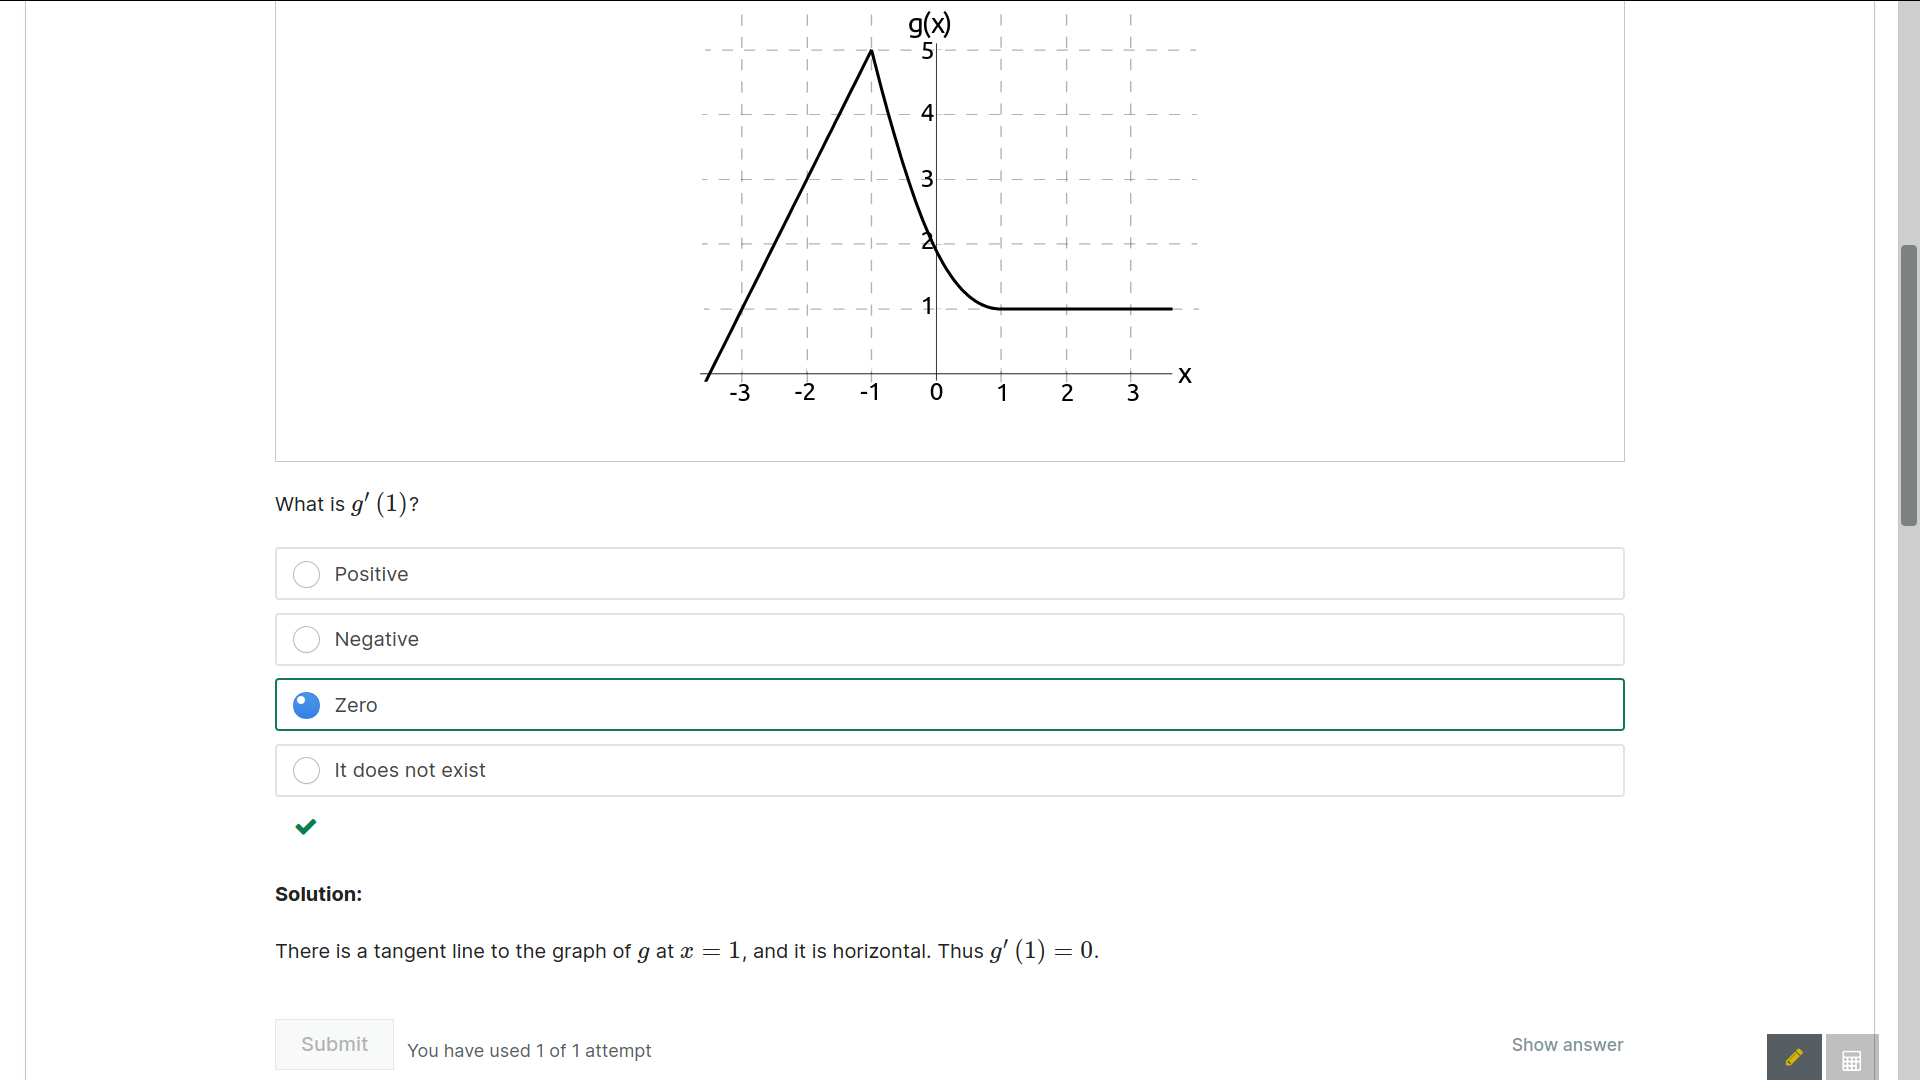 g(x)
5
4
3
2
1
x
-3 -2 -1 0 1 2 3
What is g′ (1)?
Positive
Negative
Zero
It does not exist
Solution:
There is a tangent line to the graph of g at x = 1, and it is horizontal. Thus g′ (1) = 0.
Submit
You have used 1 of 1 attempt
Show answer